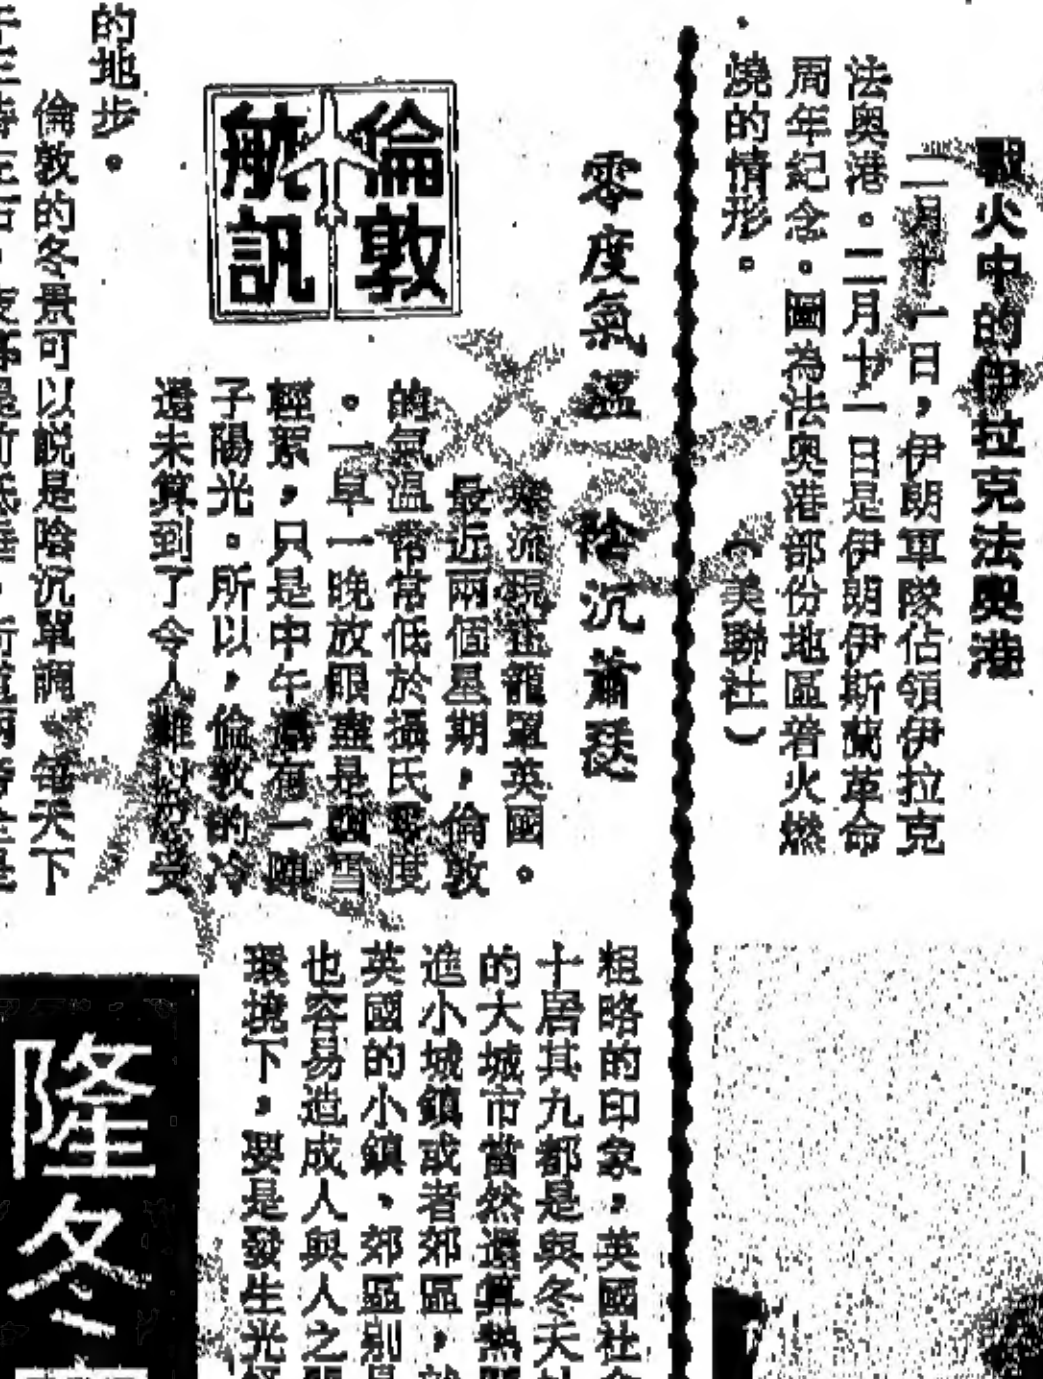 戰火中的伊拉克法奧港
二月十一日，伊朗軍隊佔領伊拉克
法奧港。二月十一日是伊朗伊斯蘭革命
周年紀念。圖為法奧港部份地區着火燃
燒的情形。（美聯社）
零度氣溫 陰沉蕭瑟
倫敦
航訊
寒流現正籠罩英國。
最近兩個星期，倫敦
的氣溫常常低於攝氏零度
。一早一晚放眼盡是飄雪
輕絮，只是中午還有一陣
子陽光。所以，倫敦的冷
還未算到了令人難以忍受
的地步。
倫敦的冬景可以說是陰沉單調，每天下
粗略的印象，英國社
十居其九都是與冬天
的大城市當然還算熱
進小城鎮或者郊區，
英國的小鎮、郊區别
也容易造成人與人之
環境下，要是發生光
隆冬